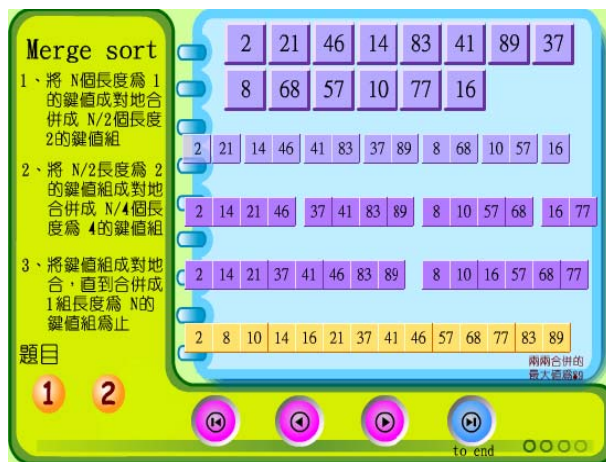 Merge sort
1、將 N個長度為 1
的鍵值成對地合
併成 N/2個長度
2的鍵值組
2、將 N/2長度為 2
的鍵值組成對地
合併成 N/4個長
度為 4的鍵值組
3、將鍵值組成對地
合，直到合併成
1組長度為 N的
鍵值組為止
題目
1 2
2 21 46 14 83 41 89 37
8 68 57 10 77 16
2 21 14 46 41 83 37 89 8 68 10 57 16
2 14 21 46 37 41 83 89 8 10 57 68 16 77
2 14 21 37 41 46 83 89 8 10 16 57 68 77
2 8 10 14 16 21 37 41 46 57 68 77 83 89
兩兩合併的
最大值為89
to end